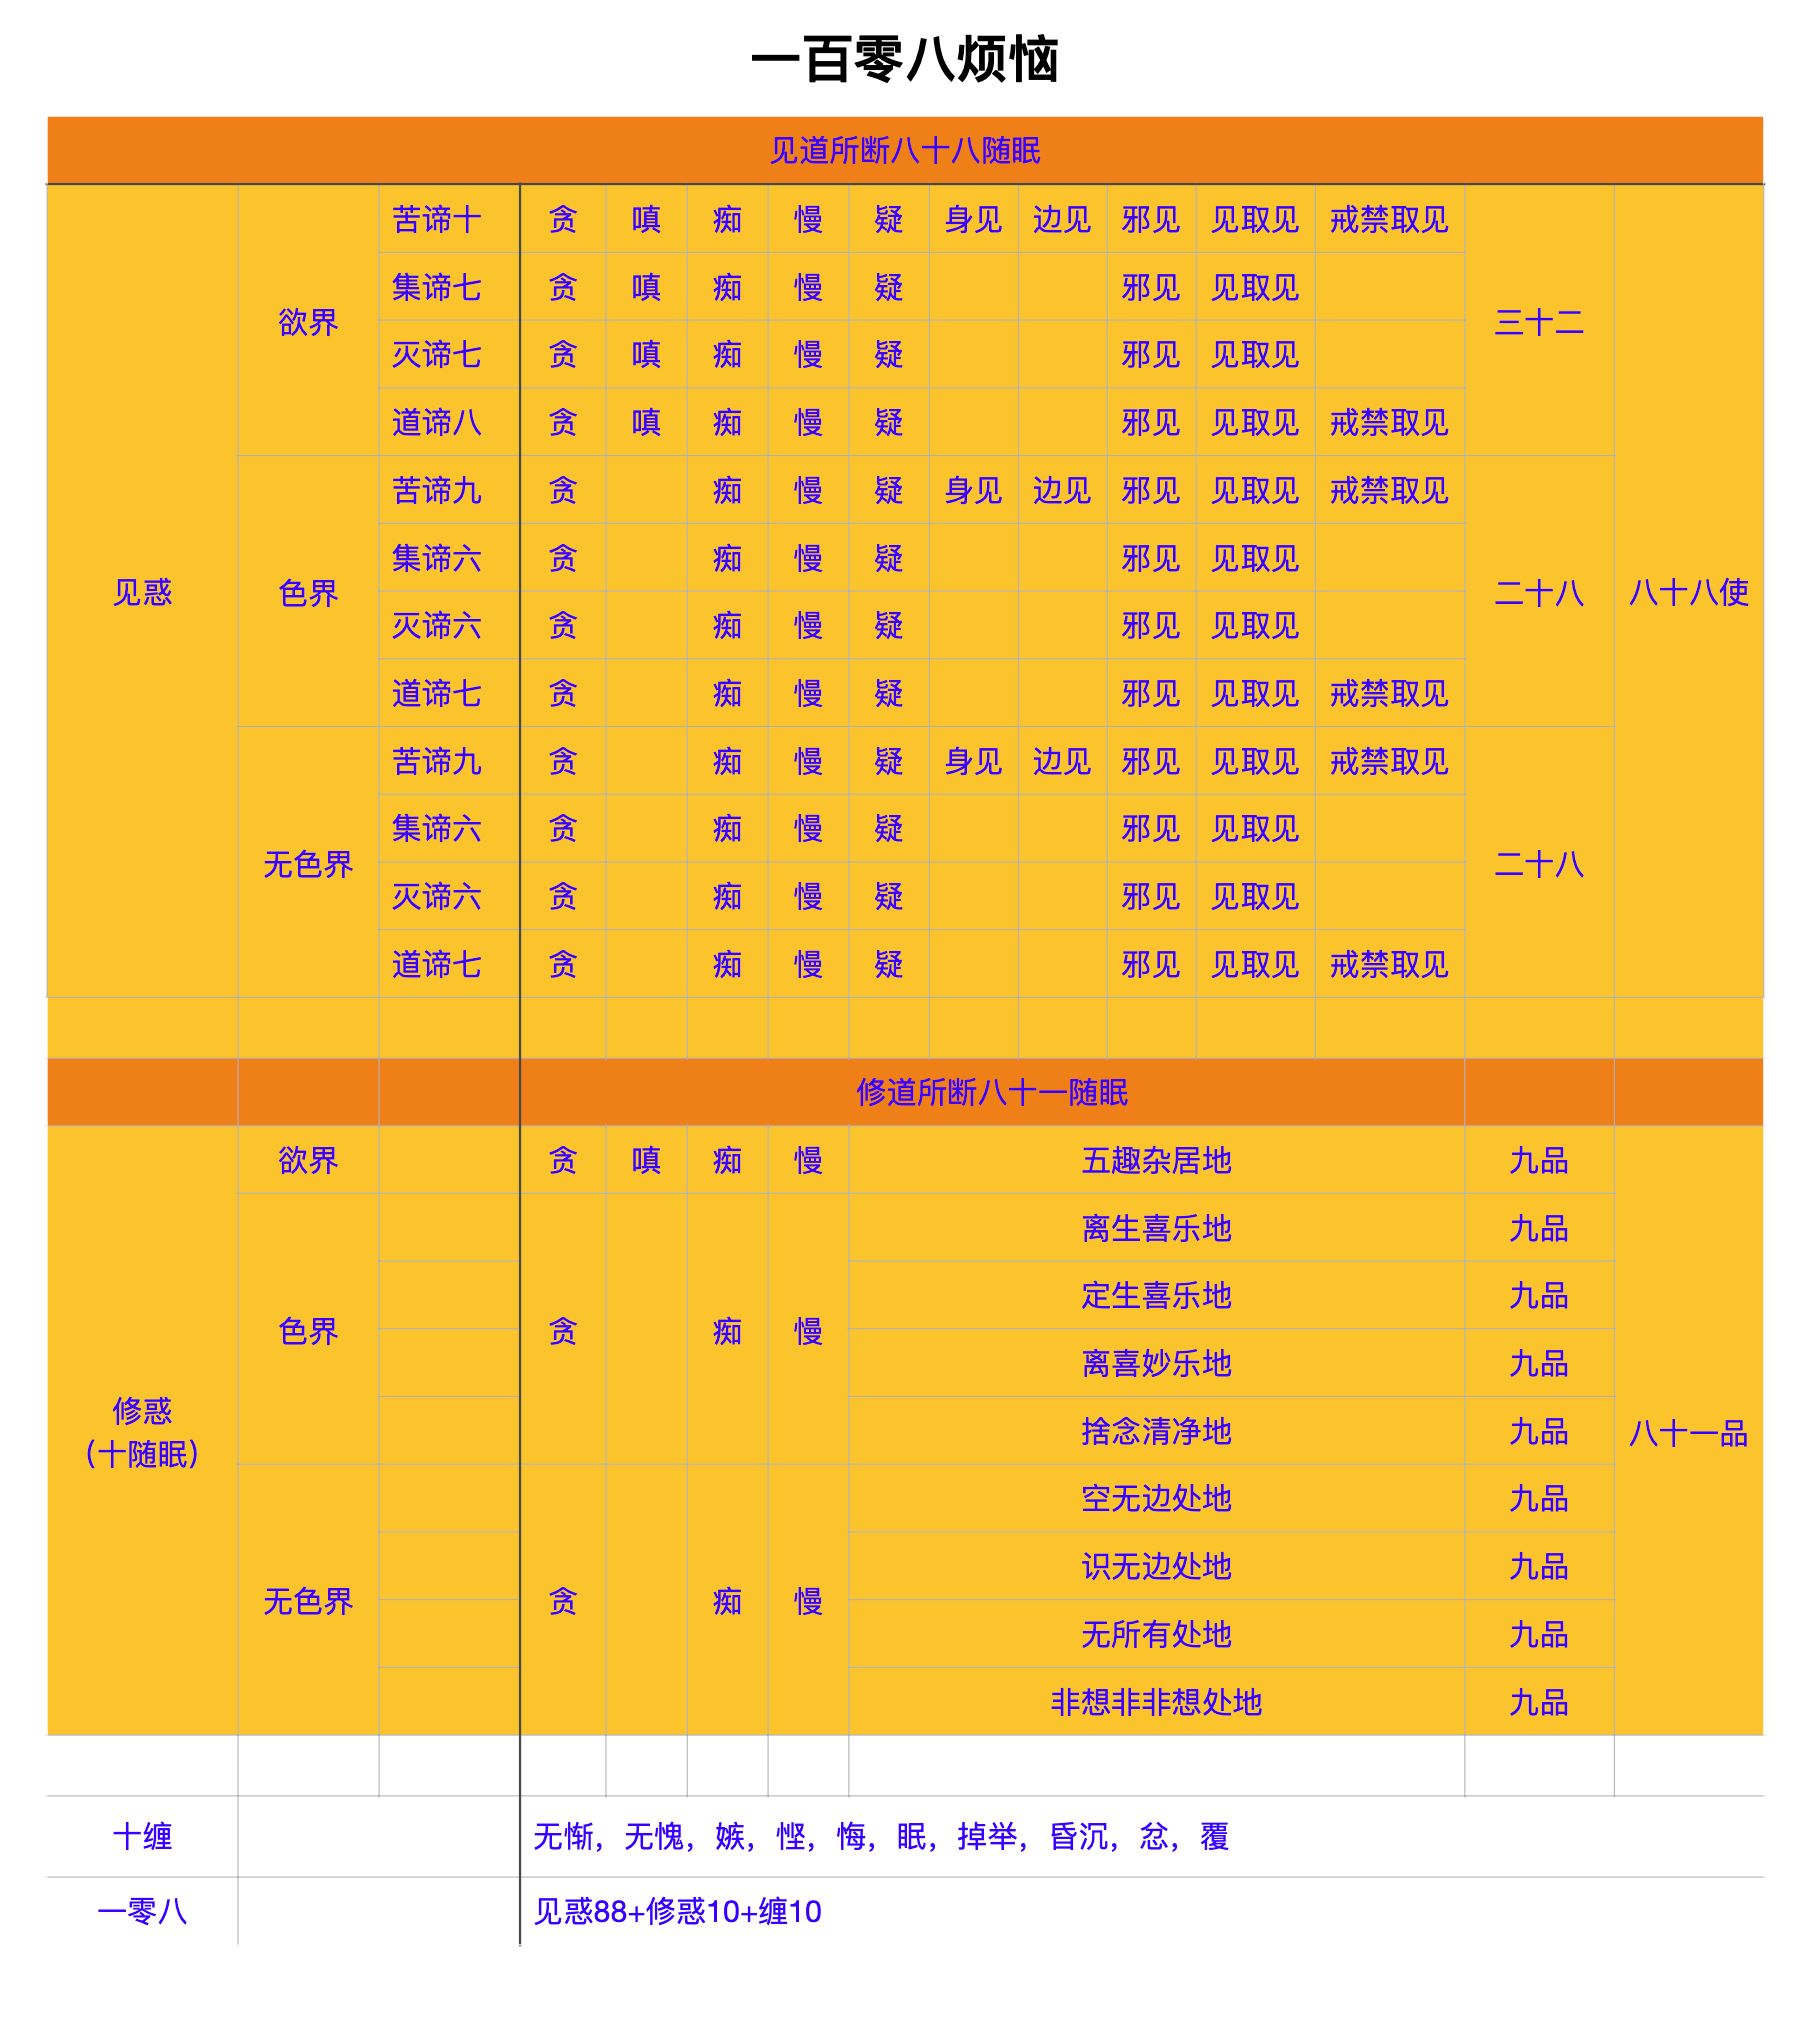 一百零八烦恼
见道所断八十八随眠
苦谛十 贪 嗔 痴 慢 疑 身见 边见 邪见 见取见 戒禁取见
集谛七 贪 嗔 痴 慢 疑 邪见 见取见
欲界 三十二
灭谛七 贪 嗔 痴 慢 疑 邪见 见取见
道谛八 贪 嗔 痴 慢 疑 邪见 见取见 戒禁取见
苦谛九 贪 痴 慢 疑 身见 边见 邪见 见取见 戒禁取见
集谛六 贪 痴 慢 疑 邪见 见取见
见惑 色界 二十八 八十八使
灭谛六 贪 痴 慢 疑 邪见 见取见
道谛七 贪 痴 慢 疑 邪见 见取见 戒禁取见
苦谛九 贪 痴 慢 疑 身见 边见 邪见 见取见 戒禁取见
集谛六 贪 痴 慢 疑 邪见 见取见
无色界 二十八
灭谛六 贪 痴 慢 疑 邪见 见取见
道谛七 贪 痴 慢 疑 邪见 见取见 戒禁取见
修道所断八十一随眠
欲界 贪 嗔 痴 慢 五趣杂居地 九品
离生喜乐地 九品
定生喜乐地 九品
色界 贪 痴 慢
离喜妙乐地 九品
修惑
捨念清净地 九品
(十随眠) 八十一品
空无边处地 九品
识无边处地 九品
无色界 贪 痴 慢
无所有处地 九品
非想非非想处地 九品
十缠 无惭，无愧，嫉，悭，悔，眠，掉举，昏沉，忿，覆
一零八 见惑88+修惑10+缠10